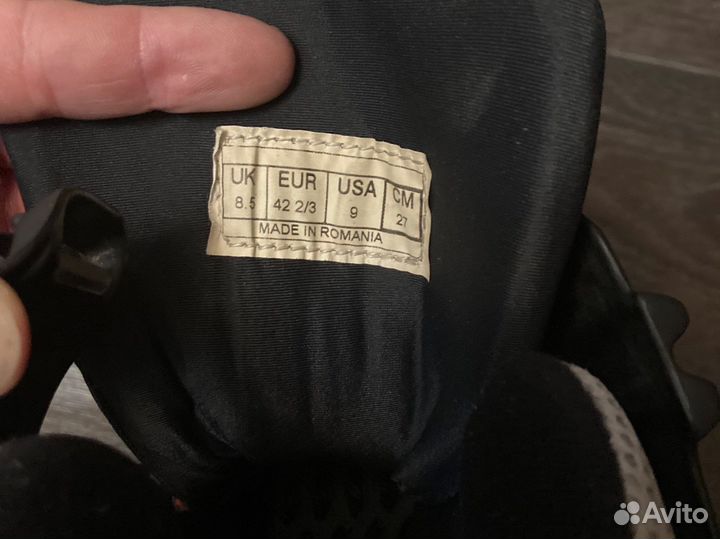 UK EUR USA CM
8.5 42 2/3 9 27
MADE IN ROMANIA
Avito